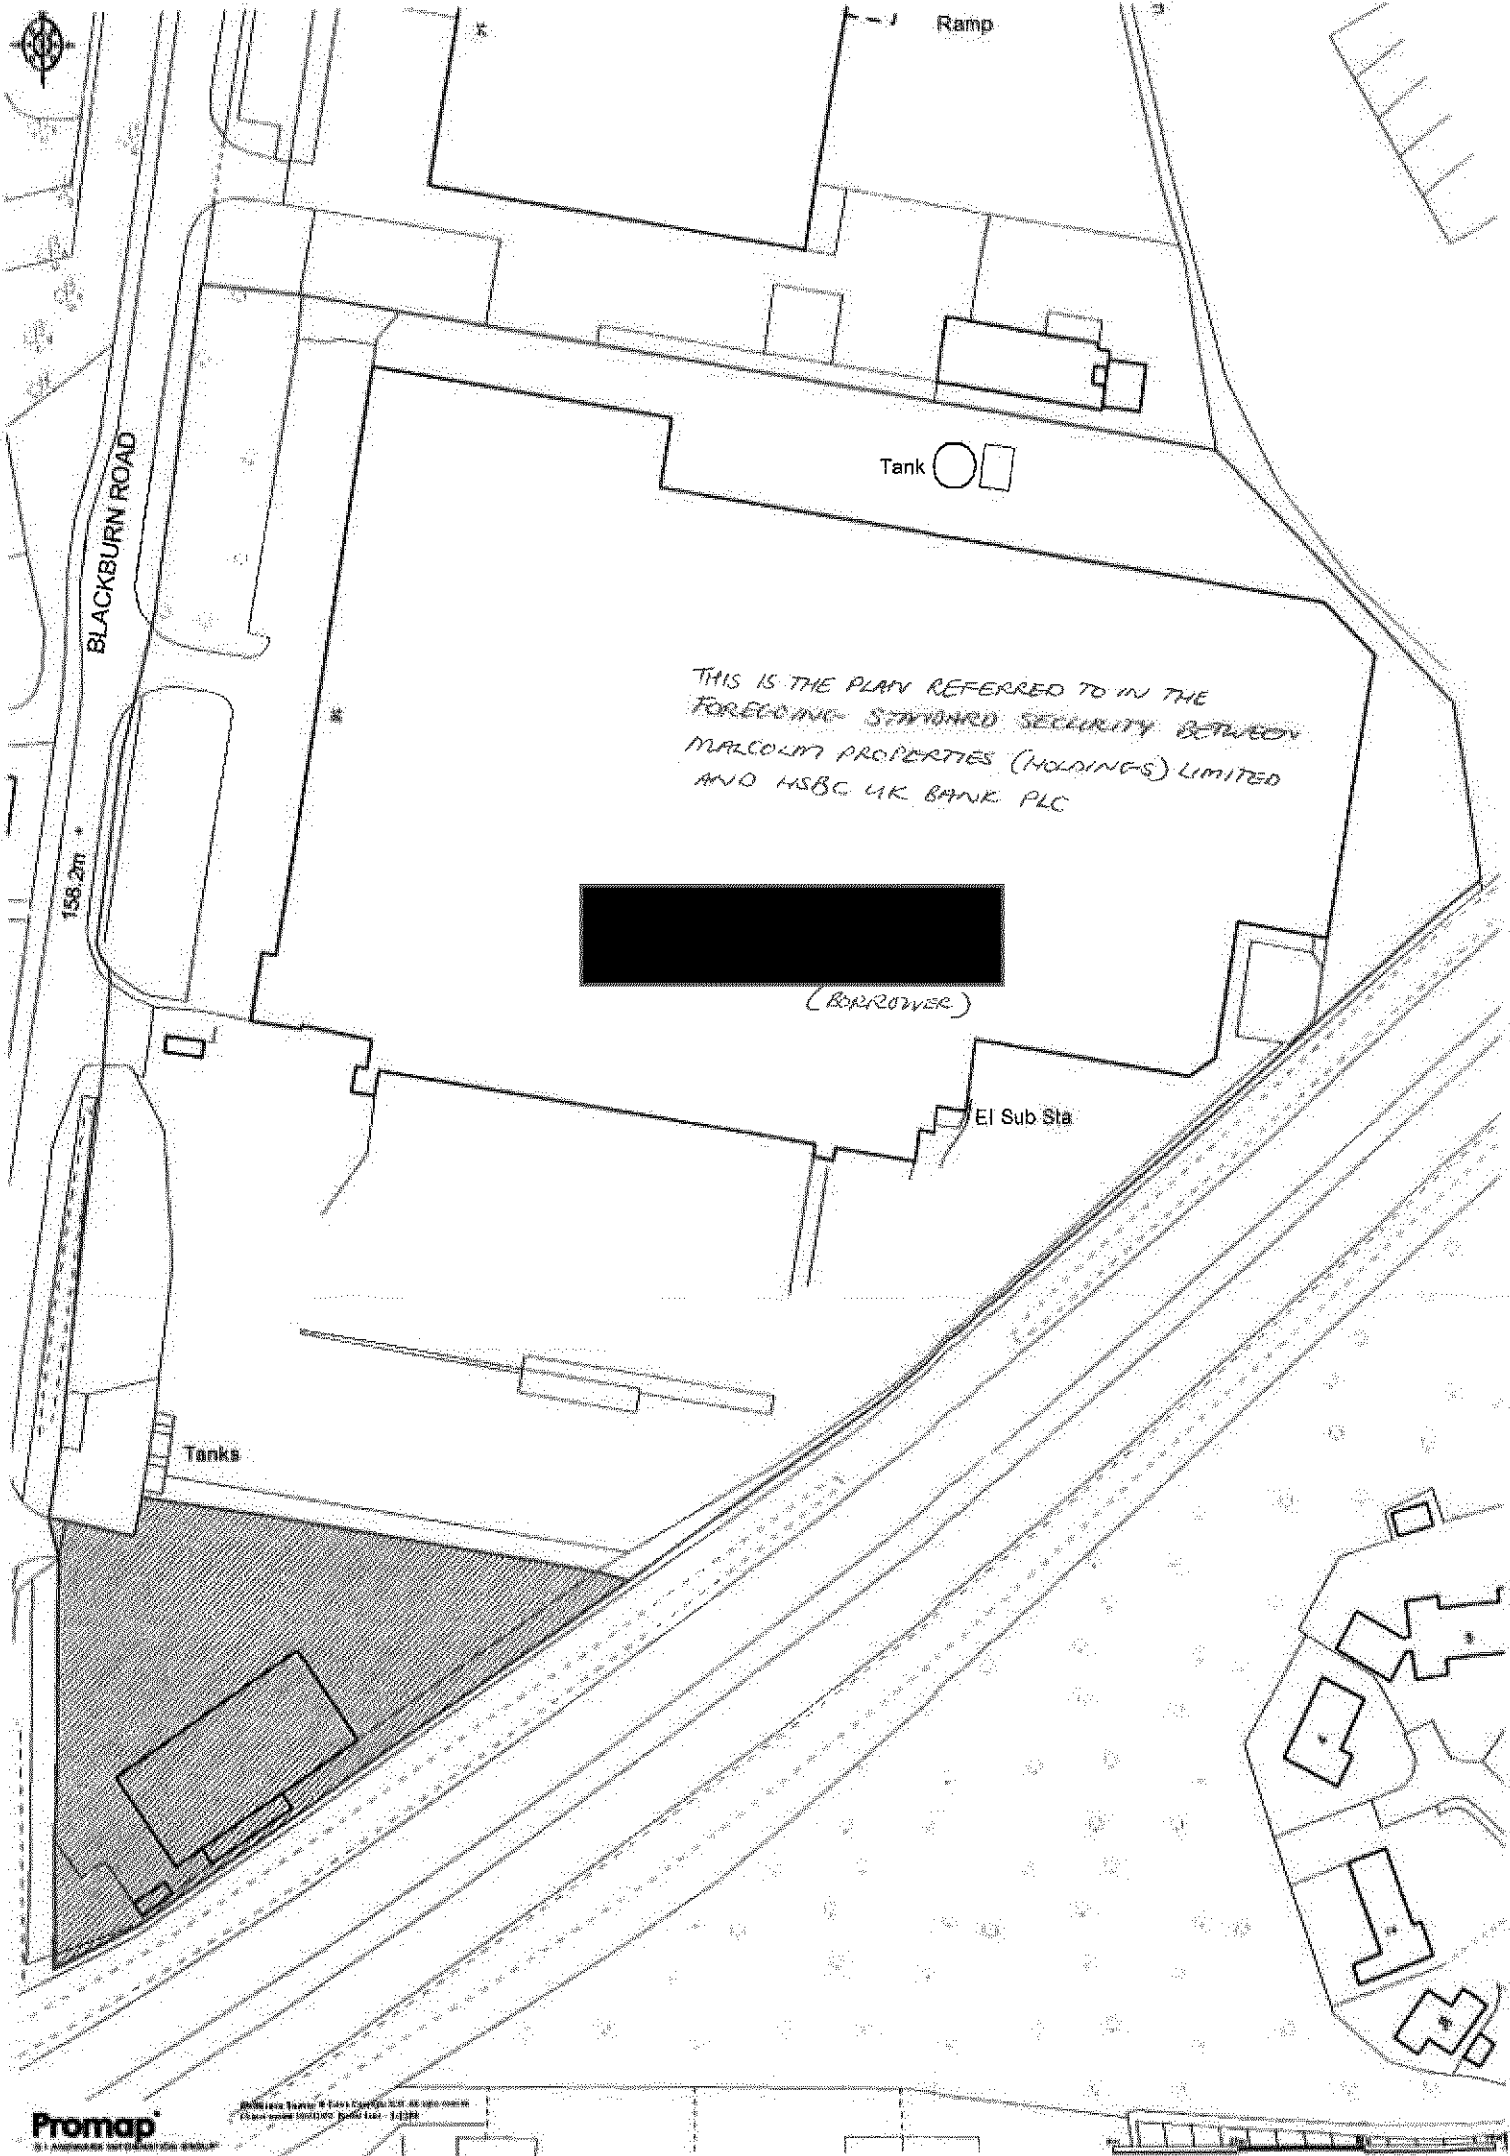 Ramp
Tank
BLACKBURN ROAD
THIS IS THE PLAN REFERRED TO IN THE
FOREGOING STANDARD SECURITY BETWEEN
MALCOLM PROPERTIES (HOLDINGS) LIMITED
AND HSBC UK BANK PLC
158.2m
(BORROWER)
El Sub Sta
Tanks
Promap